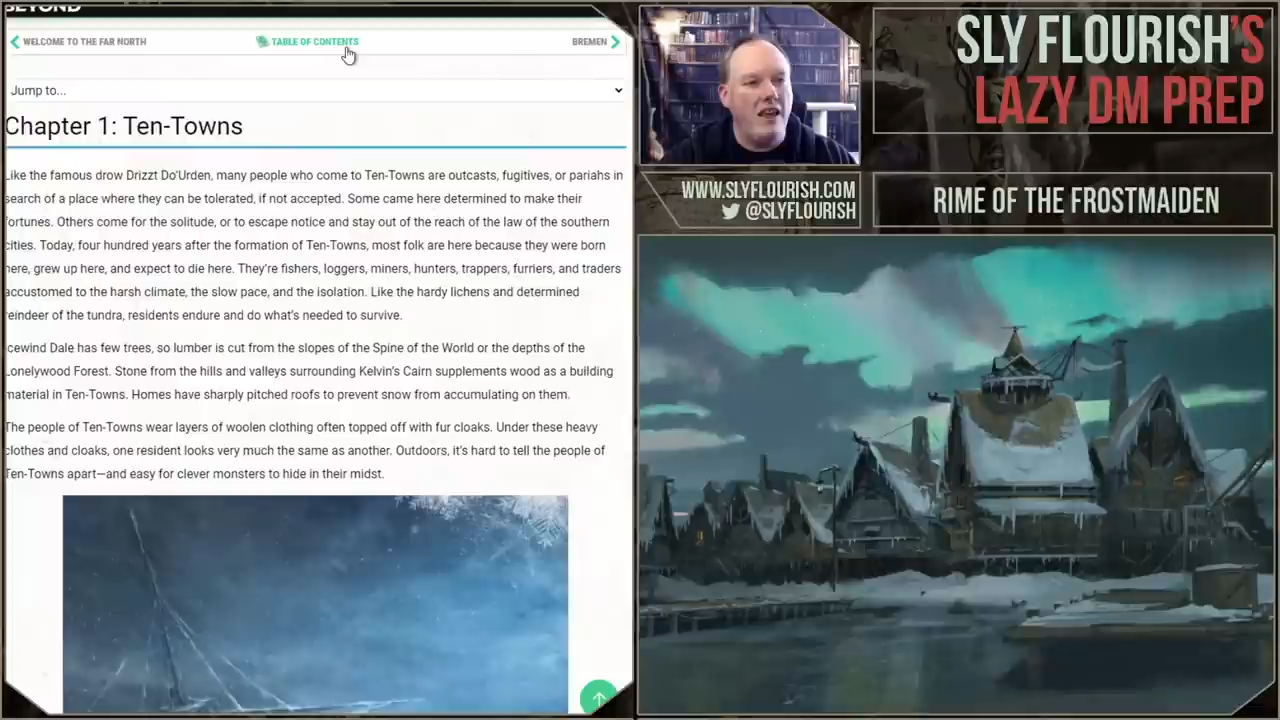 BEYOND
WELCOME TO THE FAR NORTH
TABLE OF CONTENTS
BREMEN
Jump to...
Chapter 1: Ten-Towns
Like the famous drow Drizzt Do'Urden, many people who come to Ten-Towns are outcasts, fugitives, or pariahs in
search of a place where they can be tolerated, if not accepted. Some came here determined to make their
fortunes. Others come for the solitude, or to escape notice and stay out of the reach of the law of the southern
cities. Today, four hundred years after the formation of Ten-Towns, most folk are here because they were born
here, grew up here, and expect to die here. They're fishers, loggers, miners, hunters, trappers, furriers, and traders
accustomed to the harsh climate, the slow pace, and the isolation. Like the hardy lichens and determined
reindeer of the tundra, residents endure and do what's needed to survive.
Icewind Dale has few trees, so lumber is cut from the slopes of the Spine of the World or the depths of the
Lonelywood Forest. Stone from the hills and valleys surrounding Kelvin's Cairn supplements wood as a building
material in Ten-Towns. Homes have sharply pitched roofs to prevent snow from accumulating on them.
The people of Ten-Towns wear layers of woolen clothing often topped off with fur cloaks. Under these heavy
clothes and cloaks, one resident looks very much the same as another. Outdoors, it's hard to tell the people of
Ten-Towns apart—and easy for clever monsters to hide in their midst.
SLY FLOURISH'S
LAZY DM PREP
WWW.SLYFLOURISH.COM
@SLYFLOURISH
RIME OF THE FROSTMAIDEN